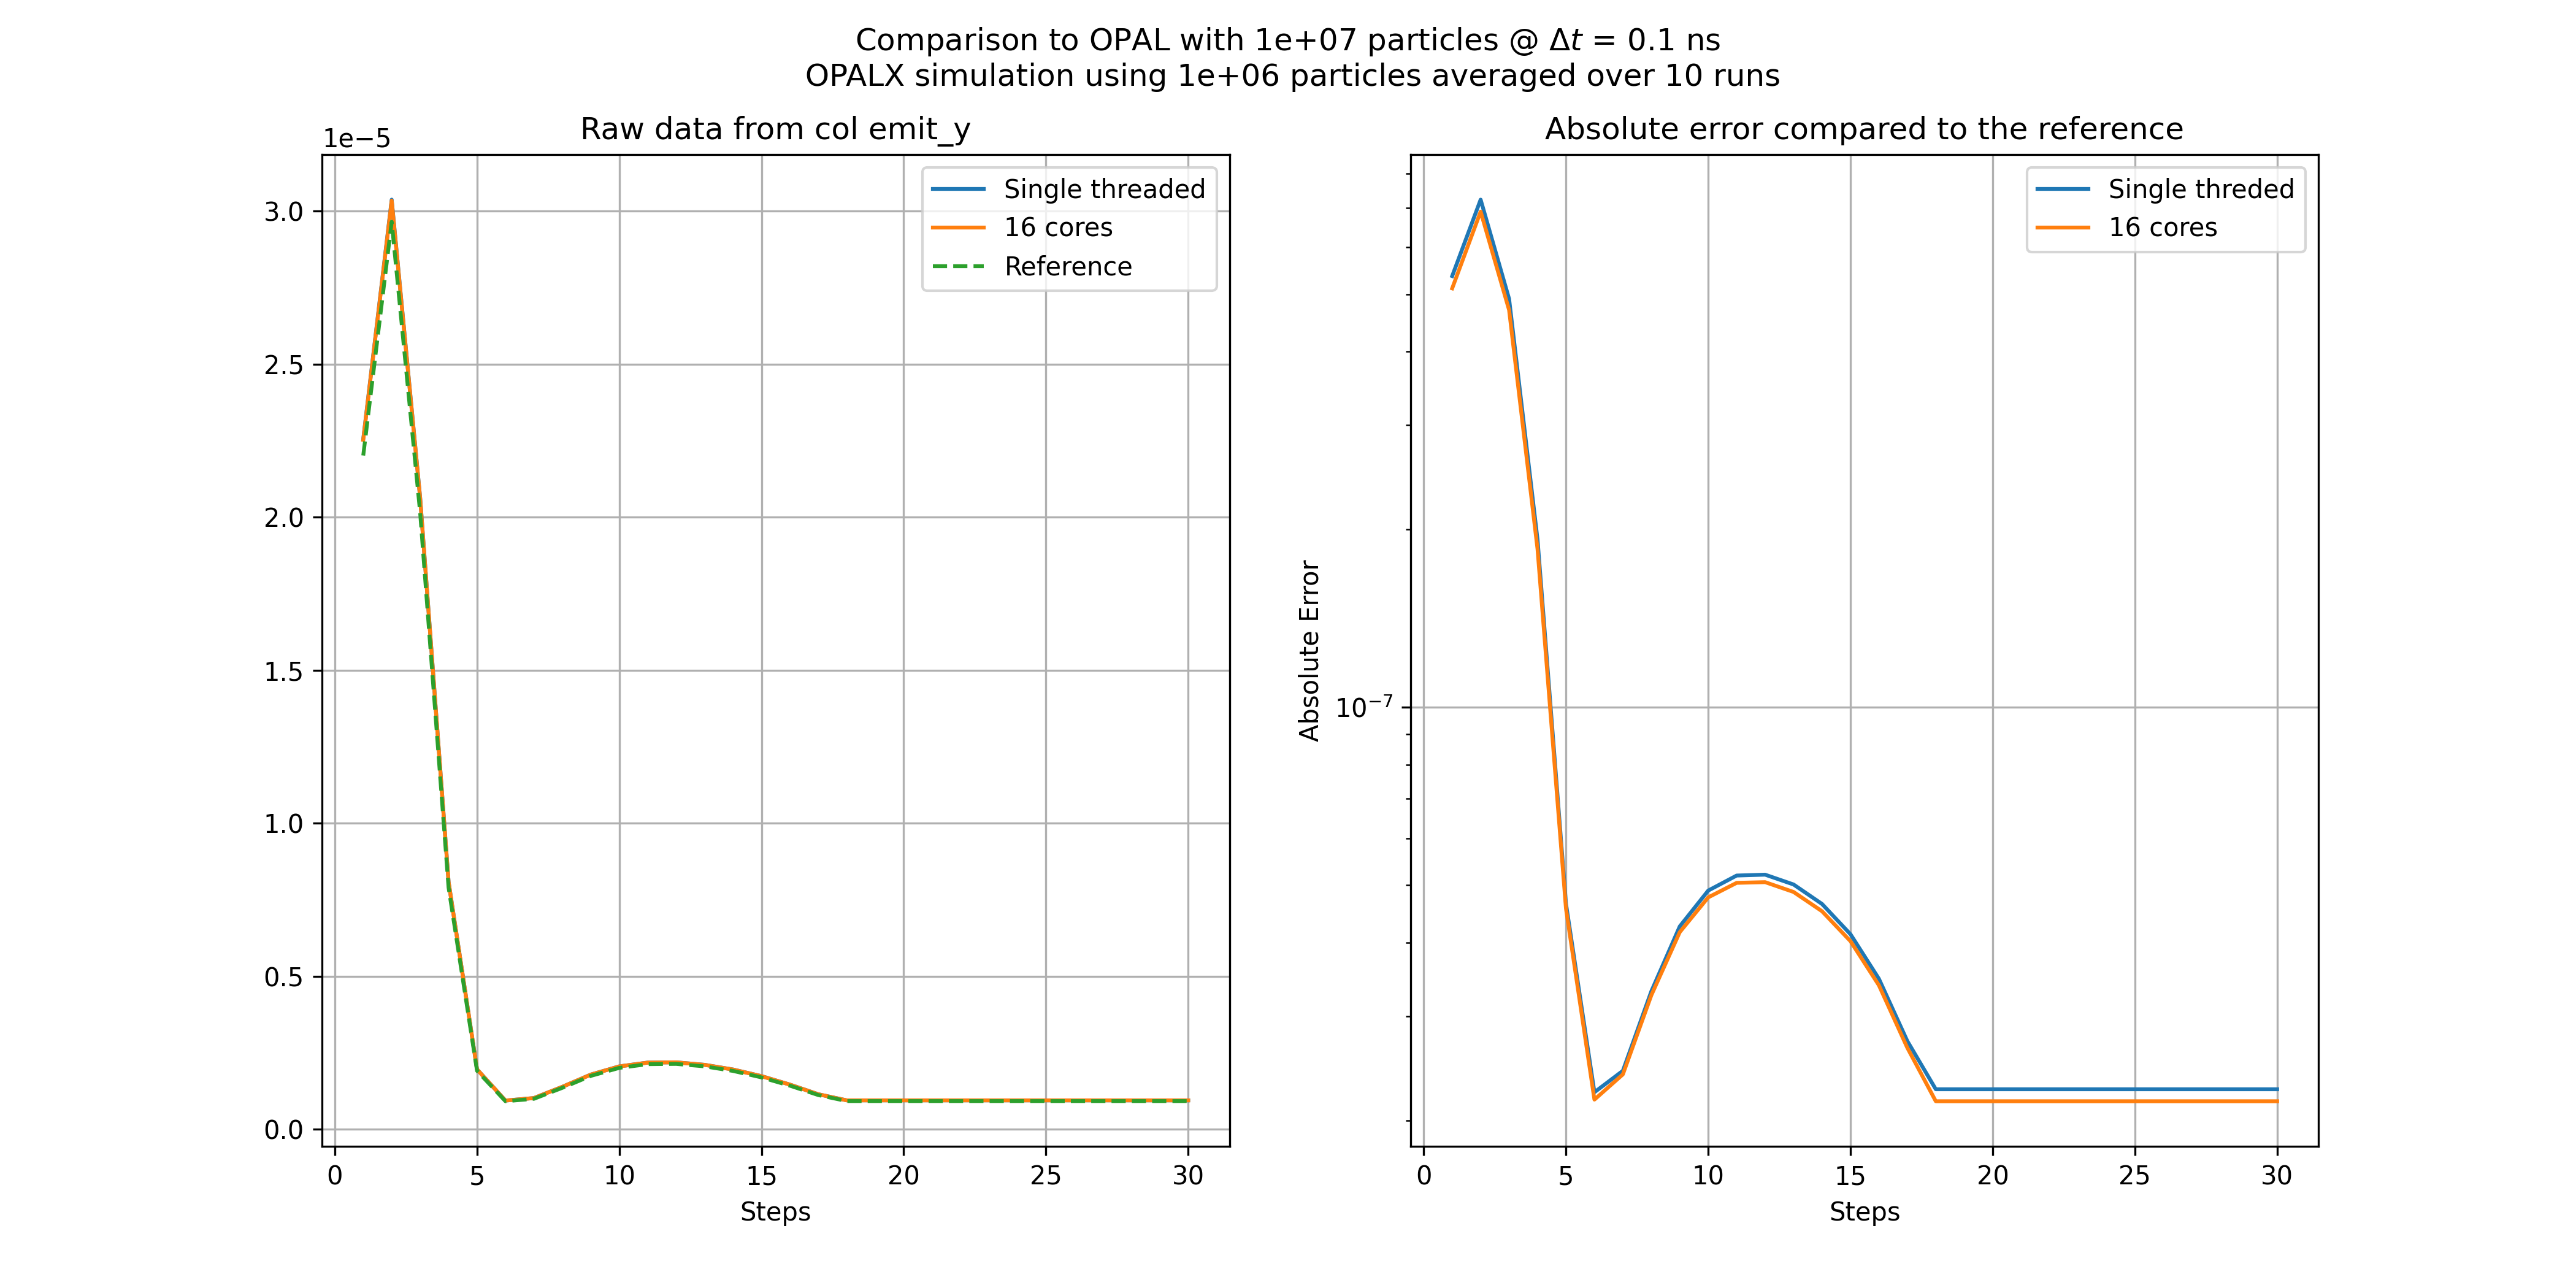 Comparison to OPAL with 1e+07 particles @ Δt = 0.1 ns
OPALX simulation using 1e+06 particles averaged over 10 runs
Raw data from col emit_y
1e−5
3.0
2.5
2.0
1.5
1.0
0.5
0.0
0 5 10 15 20 25 30
Steps
Single threaded
16 cores
Reference
Absolute error compared to the reference
Absolute Error
10⁻⁷
0 5 10 15 20 25 30
Steps
Single threded
16 cores